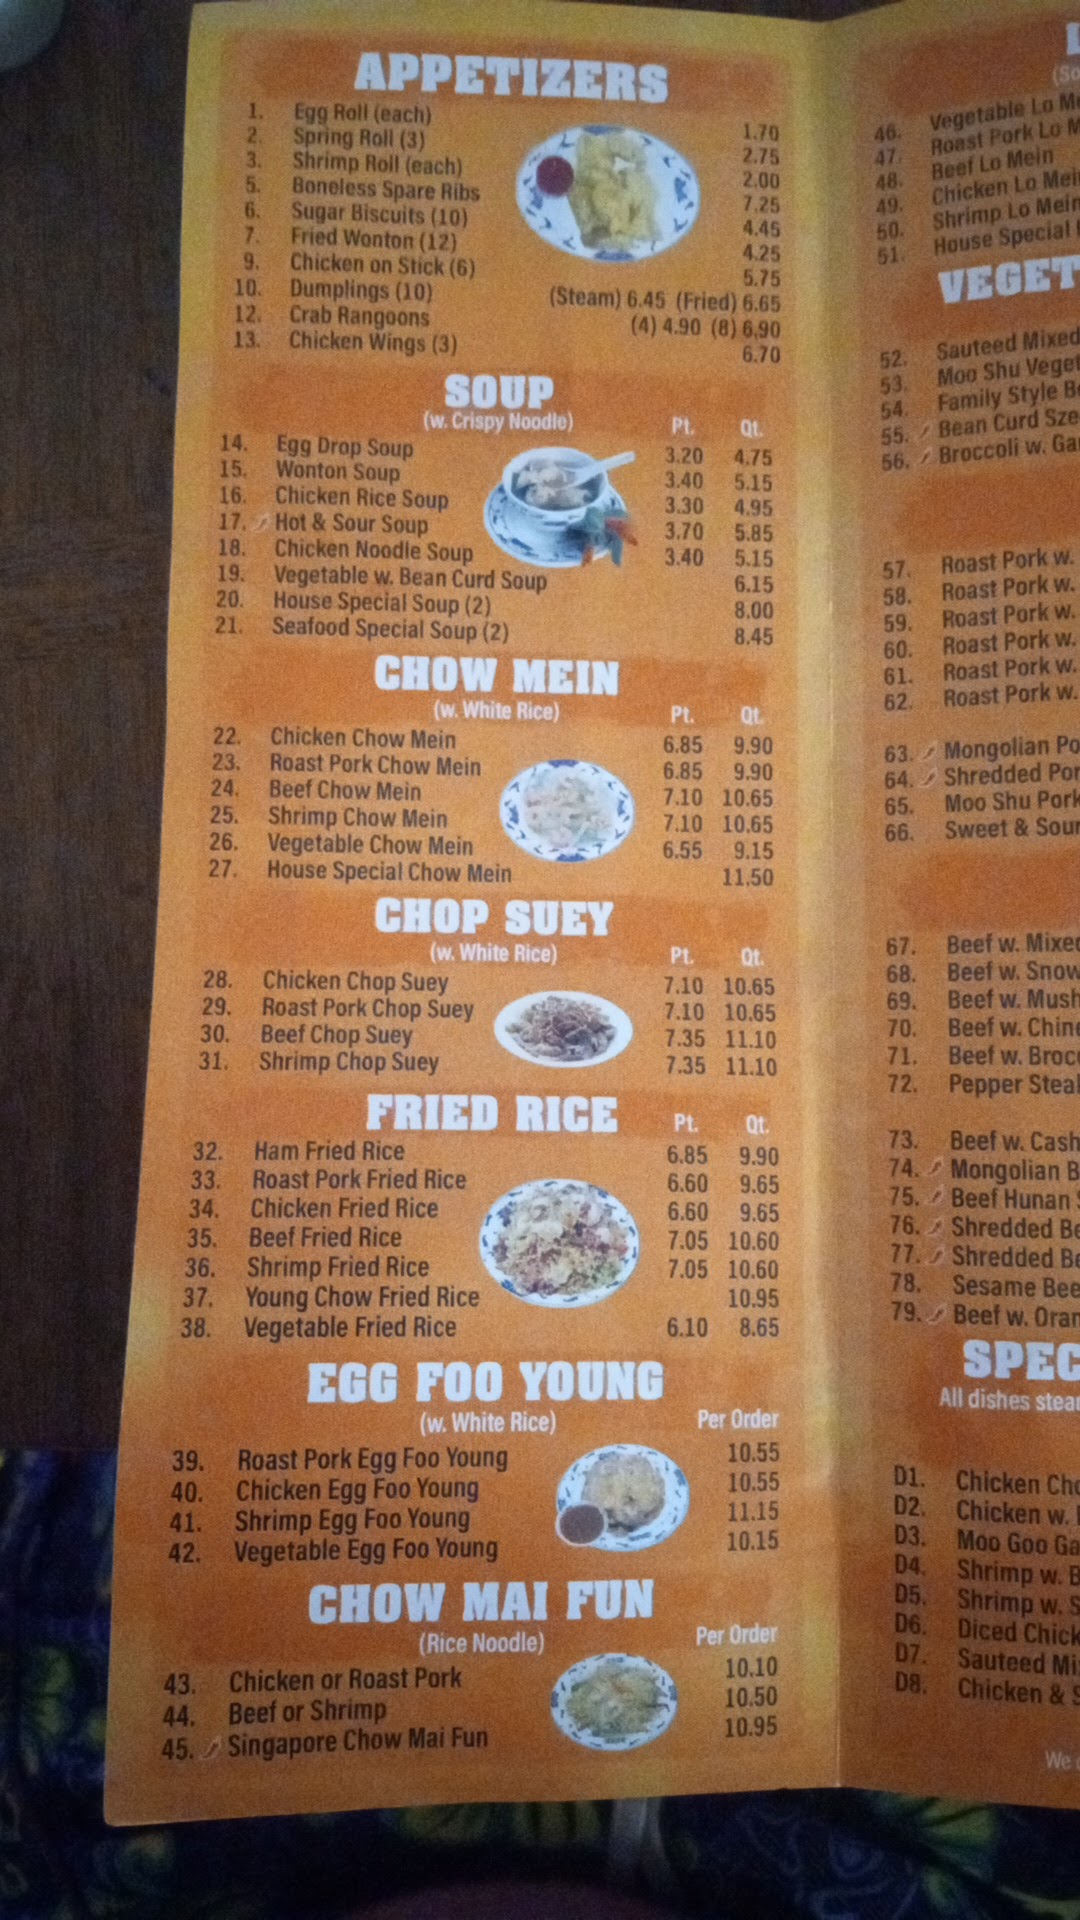 APPETIZERS
1. Egg Roll (each) 1.70
2. Spring Roll (3) 2.75
3. Shrimp Roll (each) 2.00
5. Boneless Spare Ribs 7.25
6. Sugar Biscuits (10) 4.45
7. Fried Wonton (12) 4.25
9. Chicken on Stick (6) 5.75
10. Dumplings (10) (Steam) 6.45 (Fried) 6.65
12. Crab Rangoons (4) 4.90 (8) 6.90
13. Chicken Wings (3) 6.70
SOUP
(w. Crispy Noodle) Pt. Qt.
14. Egg Drop Soup 3.20 4.75
15. Wonton Soup 3.40 5.15
16. Chicken Rice Soup 3.30 4.95
17. Hot & Sour Soup 3.70 5.85
18. Chicken Noodle Soup 3.40 5.15
19. Vegetable w. Bean Curd Soup 6.15
20. House Special Soup (2) 8.00
21. Seafood Special Soup (2) 8.45
CHOW MEIN
(w. White Rice) Pt. Qt.
22. Chicken Chow Mein 6.85 9.90
23. Roast Pork Chow Mein 6.85 9.90
24. Beef Chow Mein 7.10 10.65
25. Shrimp Chow Mein 7.10 10.65
26. Vegetable Chow Mein 6.55 9.15
27. House Special Chow Mein 11.50
CHOP SUEY
(w. White Rice) Pt. Qt.
28. Chicken Chop Suey 7.10 10.65
29. Roast Pork Chop Suey 7.10 10.65
30. Beef Chop Suey 7.35 11.10
31. Shrimp Chop Suey 7.35 11.10
FRIED RICE Pt. Qt.
32. Ham Fried Rice 6.85 9.90
33. Roast Pork Fried Rice 6.60 9.65
34. Chicken Fried Rice 6.60 9.65
35. Beef Fried Rice 7.05 10.60
36. Shrimp Fried Rice 7.05 10.60
37. Young Chow Fried Rice 10.95
38. Vegetable Fried Rice 6.10 8.65
EGG FOO YOUNG
(w. White Rice) Per Order
39. Roast Pork Egg Foo Young 10.55
40. Chicken Egg Foo Young 10.55
41. Shrimp Egg Foo Young 11.15
42. Vegetable Egg Foo Young 10.15
CHOW MAI FUN
(Rice Noodle) Per Order
43. Chicken or Roast Pork 10.10
44. Beef or Shrimp 10.50
45. Singapore Chow Mai Fun 10.95
46. Vegetable Lo M
47. Roast Pork Lo M
48. Beef Lo Mein
49. Chicken Lo Mei
50. Shrimp Lo Mein
51. House Special
VEGET
52. Sauteed Mixed
53. Moo Shu Veget
54. Family Style Be
55. Bean Curd Sze
56. Broccoli w. Ga
57. Roast Pork w.
58. Roast Pork w.
59. Roast Pork w.
60. Roast Pork w.
61. Roast Pork w.
62. Roast Pork w.
63. Mongolian Po
64. Shredded Por
65. Moo Shu Pork
66. Sweet & Sour
67. Beef w. Mixed
68. Beef w. Snow
69. Beef w. Mush
70. Beef w. Chine
71. Beef w. Brocc
72. Pepper Steak
73. Beef w. Cash
74. Mongolian B
75. Beef Hunan
76. Shredded Be
77. Shredded Be
78. Sesame Bee
79. Beef w. Oran
SPEC
All dishes stea
D1. Chicken Cho
D2. Chicken w.
D3. Moo Goo Ga
D4. Shrimp w. B
D5. Shrimp w. S
D6. Diced Chick
D7. Sauteed Mi
D8. Chicken & S
We